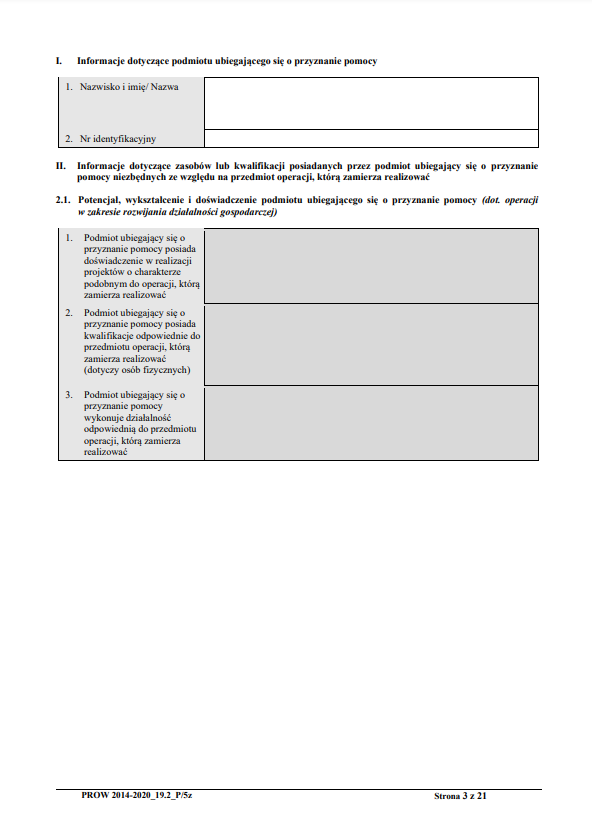 I. Informacje dotyczące podmiotu ubiegającego się o przyznanie pomocy
1. Nazwisko i imię/ Nazwa
2. Nr identyfikacyjny
II. Informacje dotyczące zasobów lub kwalifikacji posiadanych przez podmiot ubiegający się o przyznanie
pomocy niezbędnych ze względu na przedmiot operacji, którą zamierza realizować
2.1. Potencjał, wykształcenie i doświadczenie podmiotu ubiegającego się o przyznanie pomocy (dot. operacji
w zakresie rozwijania działalności gospodarczej)
1. Podmiot ubiegający się o
przyznanie pomocy posiada
doświadczenie w realizacji
projektów o charakterze
podobnym do operacji, którą
zamierza realizować
2. Podmiot ubiegający się o
przyznanie pomocy posiada
kwalifikacje odpowiednie do
przedmiotu operacji, którą
zamierza realizować
(dotyczy osób fizycznych)
3. Podmiot ubiegający się o
przyznanie pomocy
wykonuje działalność
odpowiednią do przedmiotu
operacji, którą zamierza
realizować
PROW 2014-2020_19.2_P/5z
Strona 3 z 21